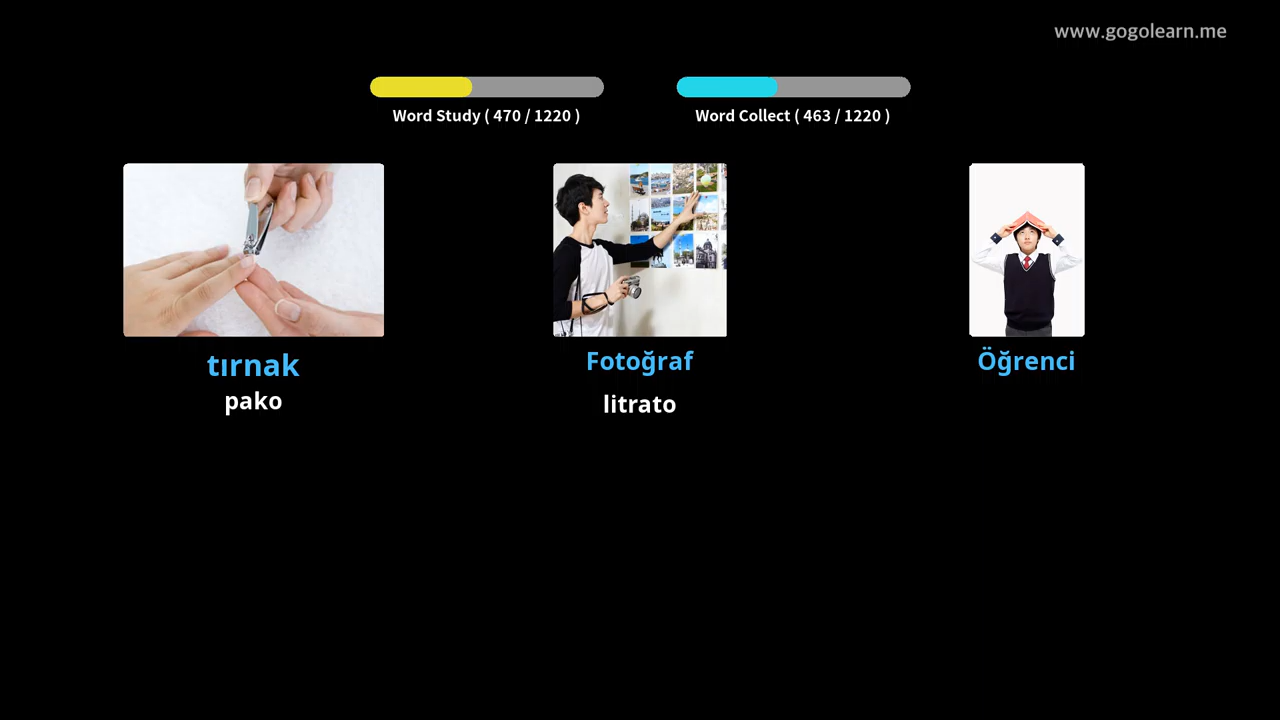 www.gogolearn.me
Word Study ( 470 / 1220 )
Word Collect ( 463 / 1220 )
tırnak
pako
Fotoğraf
litrato
Öğrenci